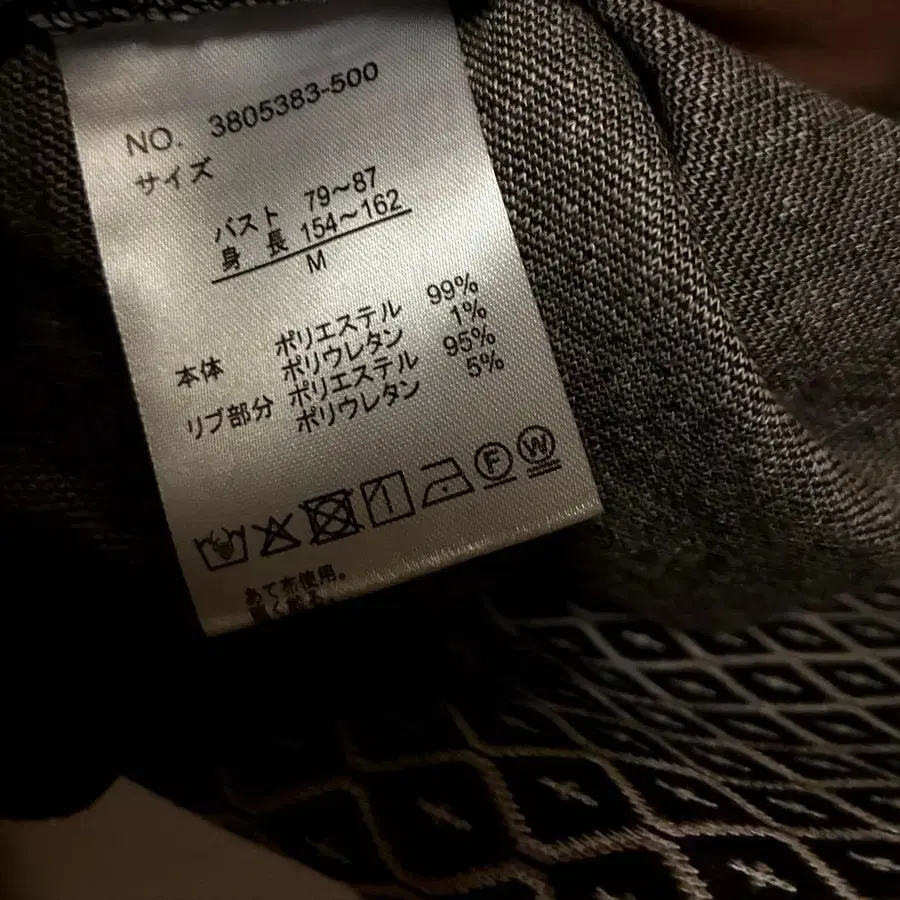 NO. 3805383-500
サイズ
バスト 79〜87
身長 154〜162
M
本体 ポリエステル 99%
ポリウレタン 1%
リブ部分 ポリエステル 95%
ポリウレタン 5%
F W
あて布使用。